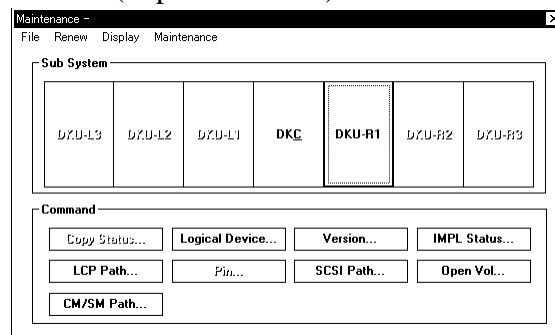 Maintenance -
File Renew Display Maintenance
Sub System
DKU-L3 DKU-L2 DKU-L1 DKC DKU-R1 DKU-R2 DKU-R3
Command
Copy Status... Logical Device... Version... IMPL Status...
LCP Path... Pin... SCSI Path... Open Vol...
CM/SM Path...